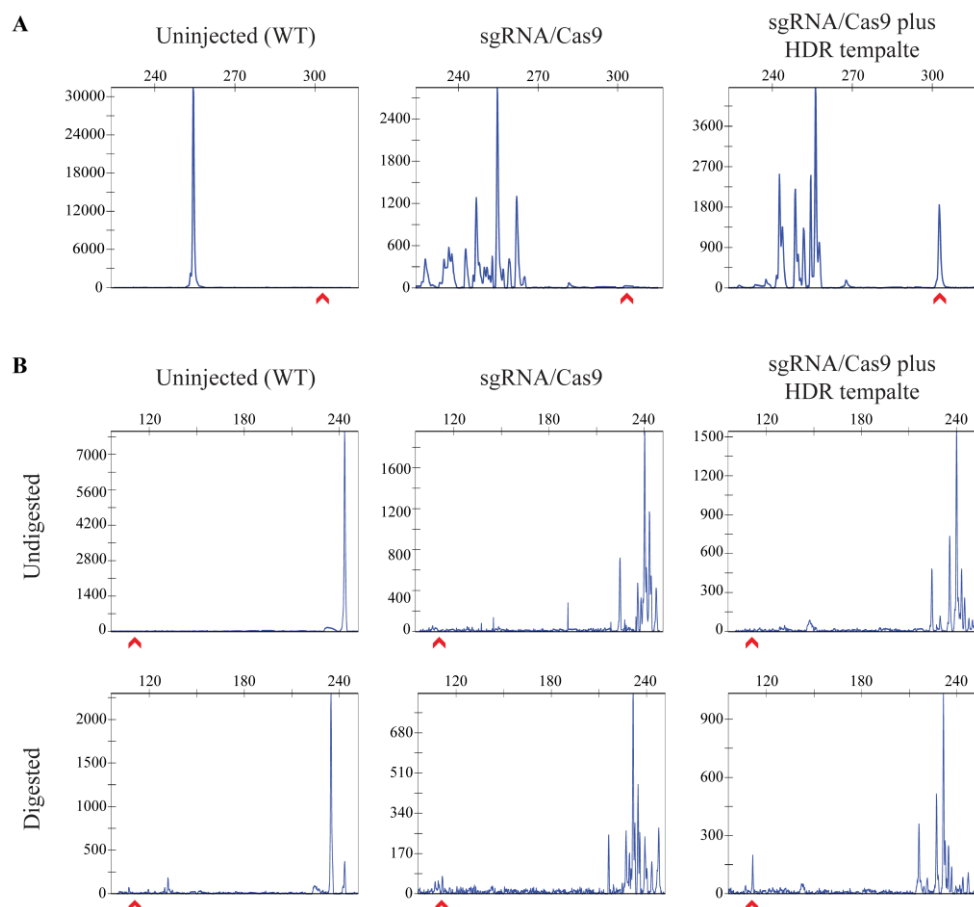 A
Uninjected (WT)
sgRNA/Cas9
sgRNA/Cas9 plus
HDR tempalte
240 270 300
240 270 300
240 270 300
30000
24000
18000
12000
6000
0
2400
1800
1200
600
0
3600
2700
1800
900
0
B
Uninjected (WT)
sgRNA/Cas9
sgRNA/Cas9 plus
HDR tempalte
Undigested
120 180 240
120 180 240
120 180 240
7000
5600
4200
2800
1400
0
1600
1200
800
400
0
1500
1200
900
600
300
0
Digested
120 180 240
120 180 240
120 180 240
2000
1500
1000
500
0
680
510
340
170
0
900
600
300
0